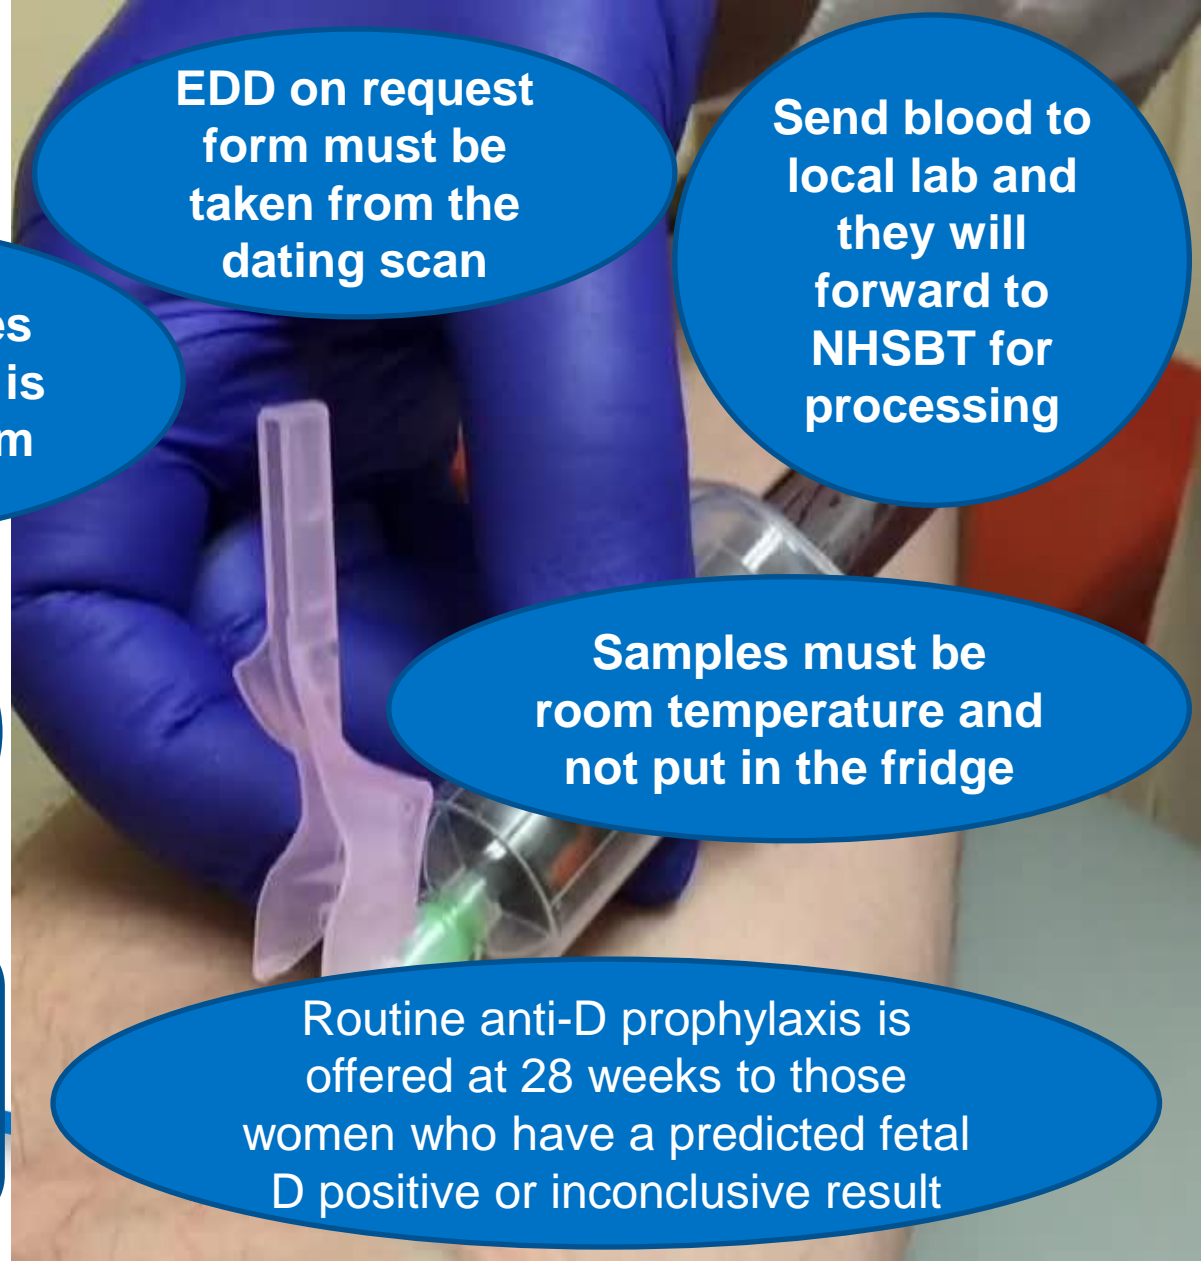 EDD on request
form must be
taken from the
dating scan
Send blood to
local lab and
they will
forward to
NHSBT for
processing
is
Samples must be
room temperature and
not put in the fridge
Routine anti-D prophylaxis is
offered at 28 weeks to those
women who have a predicted fetal
D positive or inconclusive result